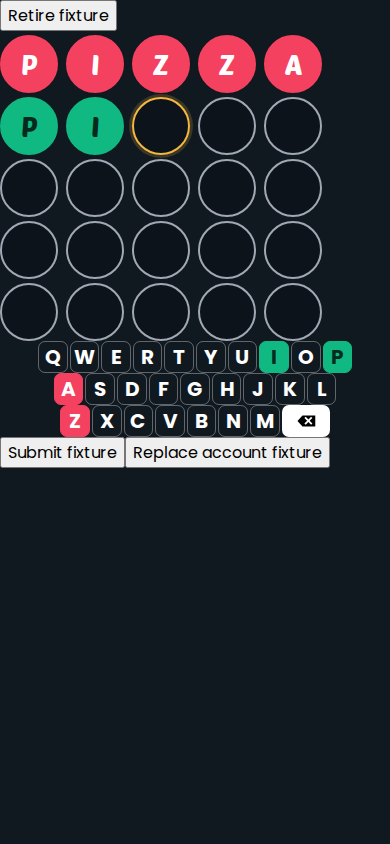 Retire fixture
P I Z Z A
P I
Q W E R T Y U I O P
A S D F G H J K L
Z X C V B N M
Submit fixture Replace account fixture